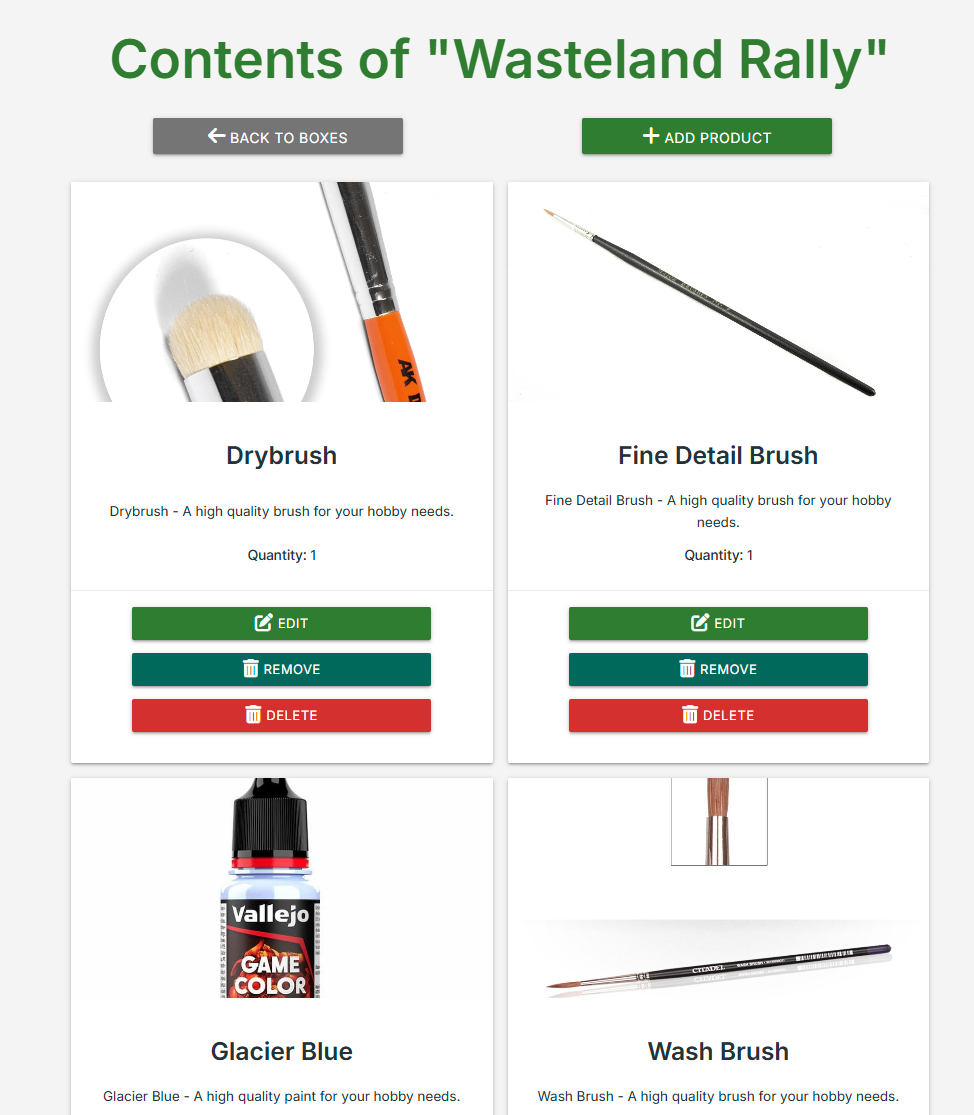 Contents of "Wasteland Rally"
BACK TO BOXES
ADD PRODUCT
AK
Drybrush
Drybrush - A high quality brush for your hobby needs.
Quantity: 1
EDIT
REMOVE
DELETE
Fine Detail Brush
Fine Detail Brush - A high quality brush for your hobby
needs.
Quantity: 1
EDIT
REMOVE
DELETE
Vallejo
GAME
COLOR
Glacier Blue
Glacier Blue - A high quality paint for your hobby needs.
CITADEL
Wash Brush
Wash Brush - A high quality brush for your hobby needs.